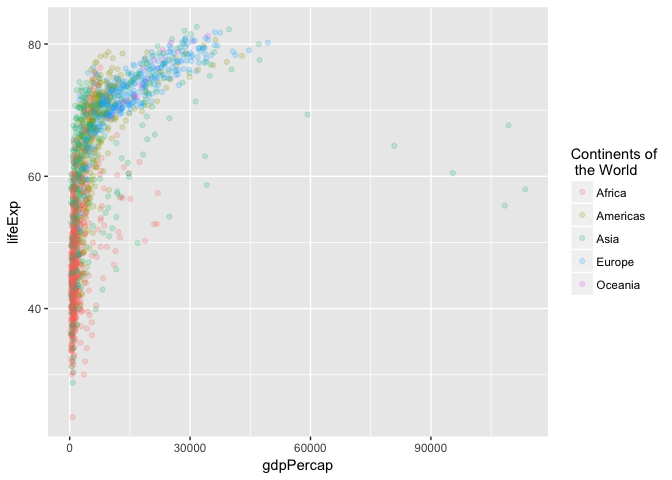 80
60
40
lifeExp
0
30000
60000
90000
gdpPercap
Continents of
the World
Africa
Americas
Asia
Europe
Oceania